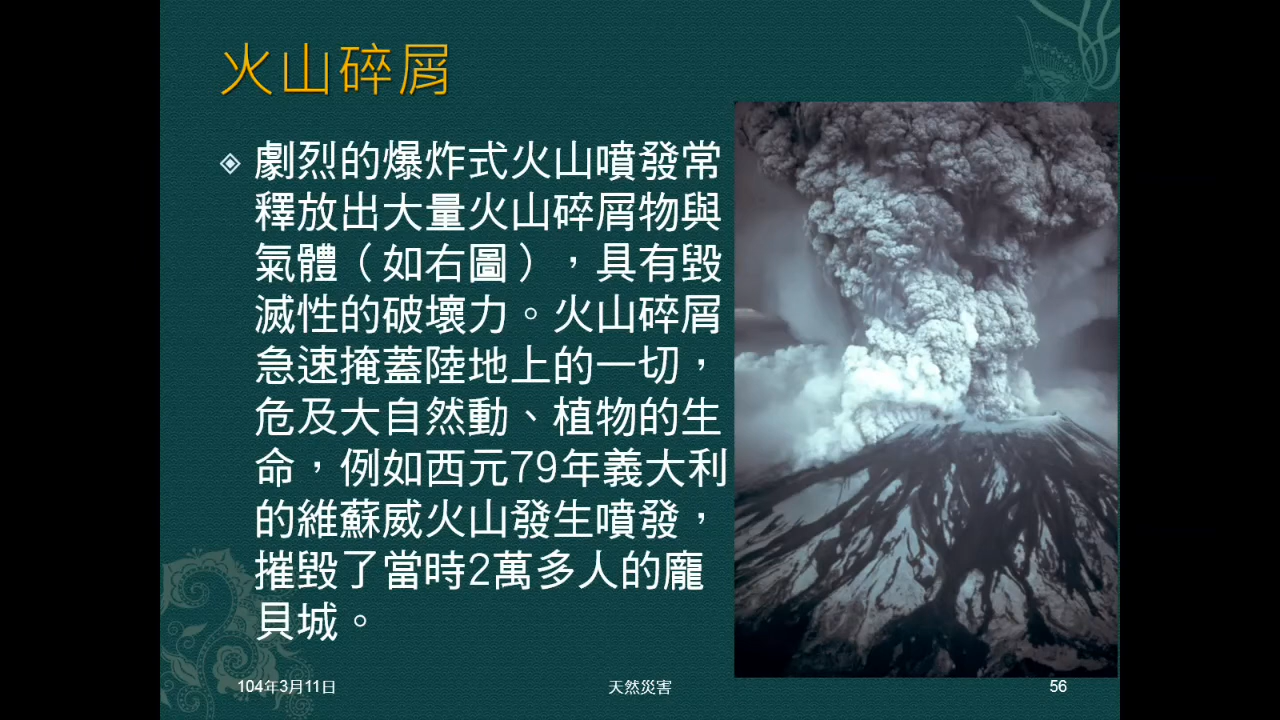 火山碎屑
劇烈的爆炸式火山噴發常
釋放出大量火山碎屑物與
氣體（如右圖），具有毀
滅性的破壞力。火山碎屑
急速掩蓋陸地上的一切，
危及大自然動、植物的生
命，例如西元79年義大利
的維蘇威火山發生噴發，
摧毀了當時2萬多人的龐
貝城。
104年3月11日
天然災害
56